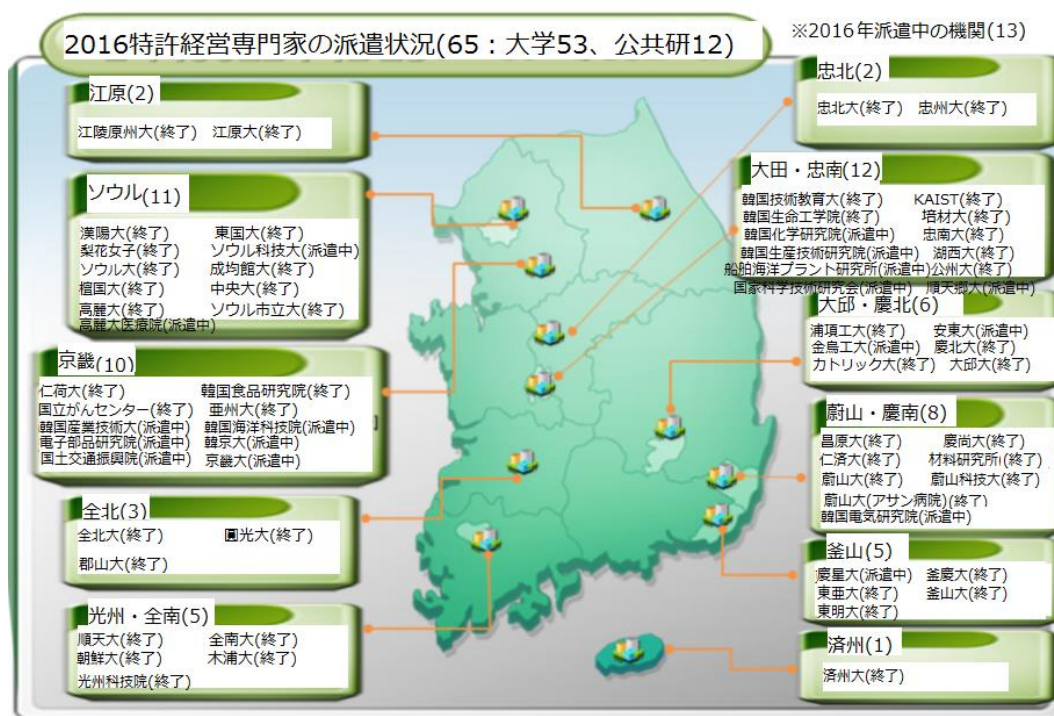 2016特許経営専門家の派遣状況(65：大学53、公共研12)
※2016年派遣中の機関(13)
江原(2)
江陵原州大(終了) 江原大(終了)
ソウル(11)
漢陽大(終了) 東国大(終了)
梨花女子(終了) ソウル科技大(派遣中)
ソウル大(終了) 成均館大(終了)
檀国大(終了) 中央大(終了)
高麗大(終了) ソウル市立大(終了)
高麗大医療院(派遣中)
京畿(10)
仁荷大(終了) 韓国食品研究院(終了)
国立がんセンター(終了) 亜州大(終了)
韓国産業技術大(派遣中) 韓国海洋科技院(派遣中)
電子部品研究院(派遣中) 韓京大(派遣中)
国土交通振興院(派遣中) 京畿大(派遣中)
全北(3)
全北大(終了) 圓光大(終了)
郡山大(終了)
光州・全南(5)
順天大(終了) 全南大(終了)
朝鮮大(終了) 木浦大(終了)
光州科技院(終了)
忠北(2)
忠北大(終了) 忠州大(終了)
大田・忠南(12)
韓国技術教育大(終了) KAIST(終了)
韓国生命工学院(終了) 培材大(終了)
韓国化学研究院(派遣中) 忠南大(終了)
韓国生産技術研究院(派遣中) 湖西大(終了)
船舶海洋プラント研究所(派遣中)公州大(終了)
国家科学技術研究会(派遣中) 順天郷大(派遣中)
大邱・慶北(6)
浦項工大(終了) 安東大(派遣中)
金烏工大(派遣中) 慶北大(終了)
カトリック大(終了) 大邱大(終了)
蔚山・慶南(8)
昌原大(終了) 慶尚大(終了)
仁済大(終了) 材料研究所(終了)
蔚山大(終了) 蔚山科技大(終了)
蔚山大(アサン病院)(終了)
韓国電気研究院(派遣中)
釜山(5)
慶星大(派遣中) 釜慶大(終了)
東亜大(終了) 釜山大(終了)
東明大(終了)
済州(1)
済州大(終了)